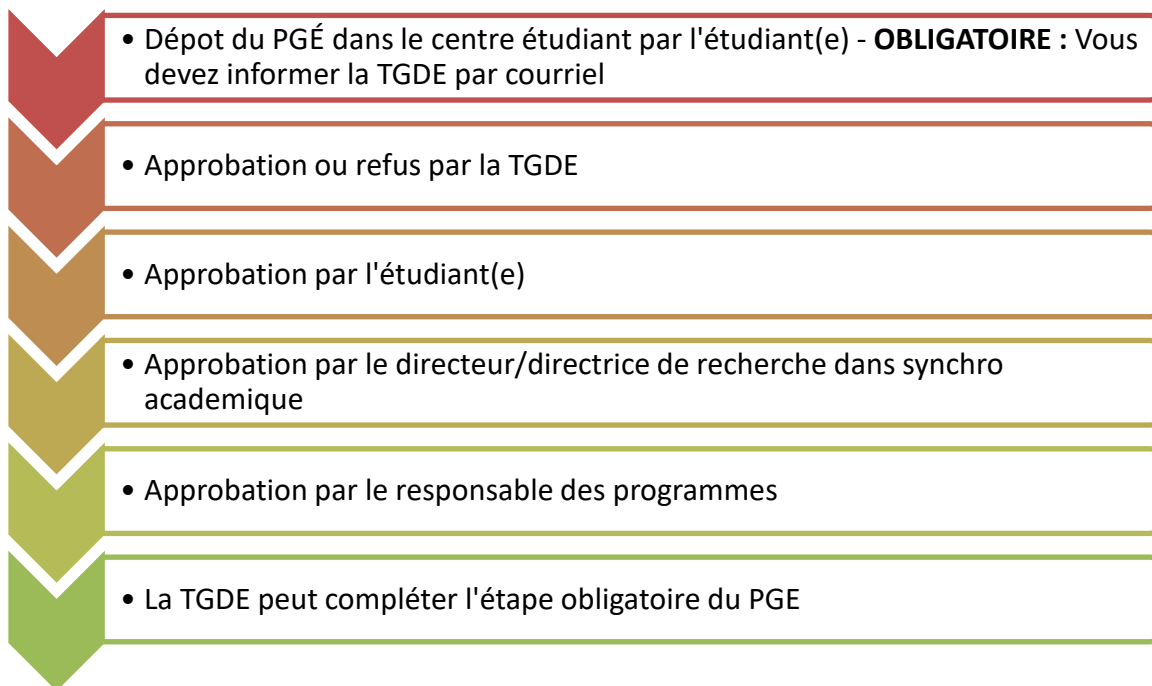 • Dépot du PGÉ dans le centre étudiant par l'étudiant(e) - OBLIGATOIRE : Vous
devez informer la TGDE par courriel
• Approbation ou refus par la TGDE
• Approbation par l'étudiant(e)
• Approbation par le directeur/directrice de recherche dans synchro
academique
• Approbation par le responsable des programmes
• La TGDE peut compléter l'étape obligatoire du PGE